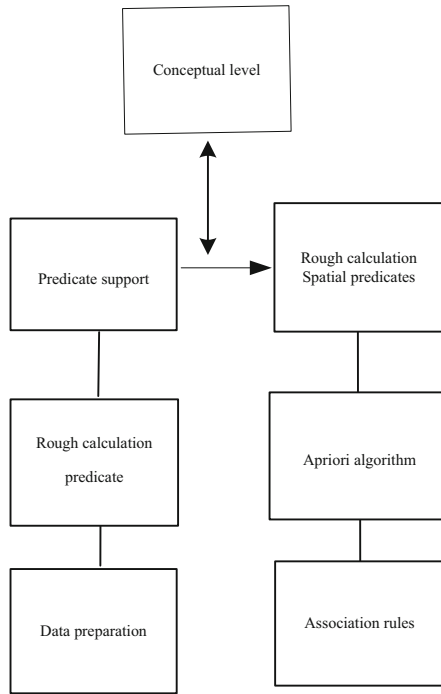 Conceptual level
Predicate support
Rough calculation
Spatial predicates
Rough calculation
predicate
Apriori algorithm
Data preparation
Association rules